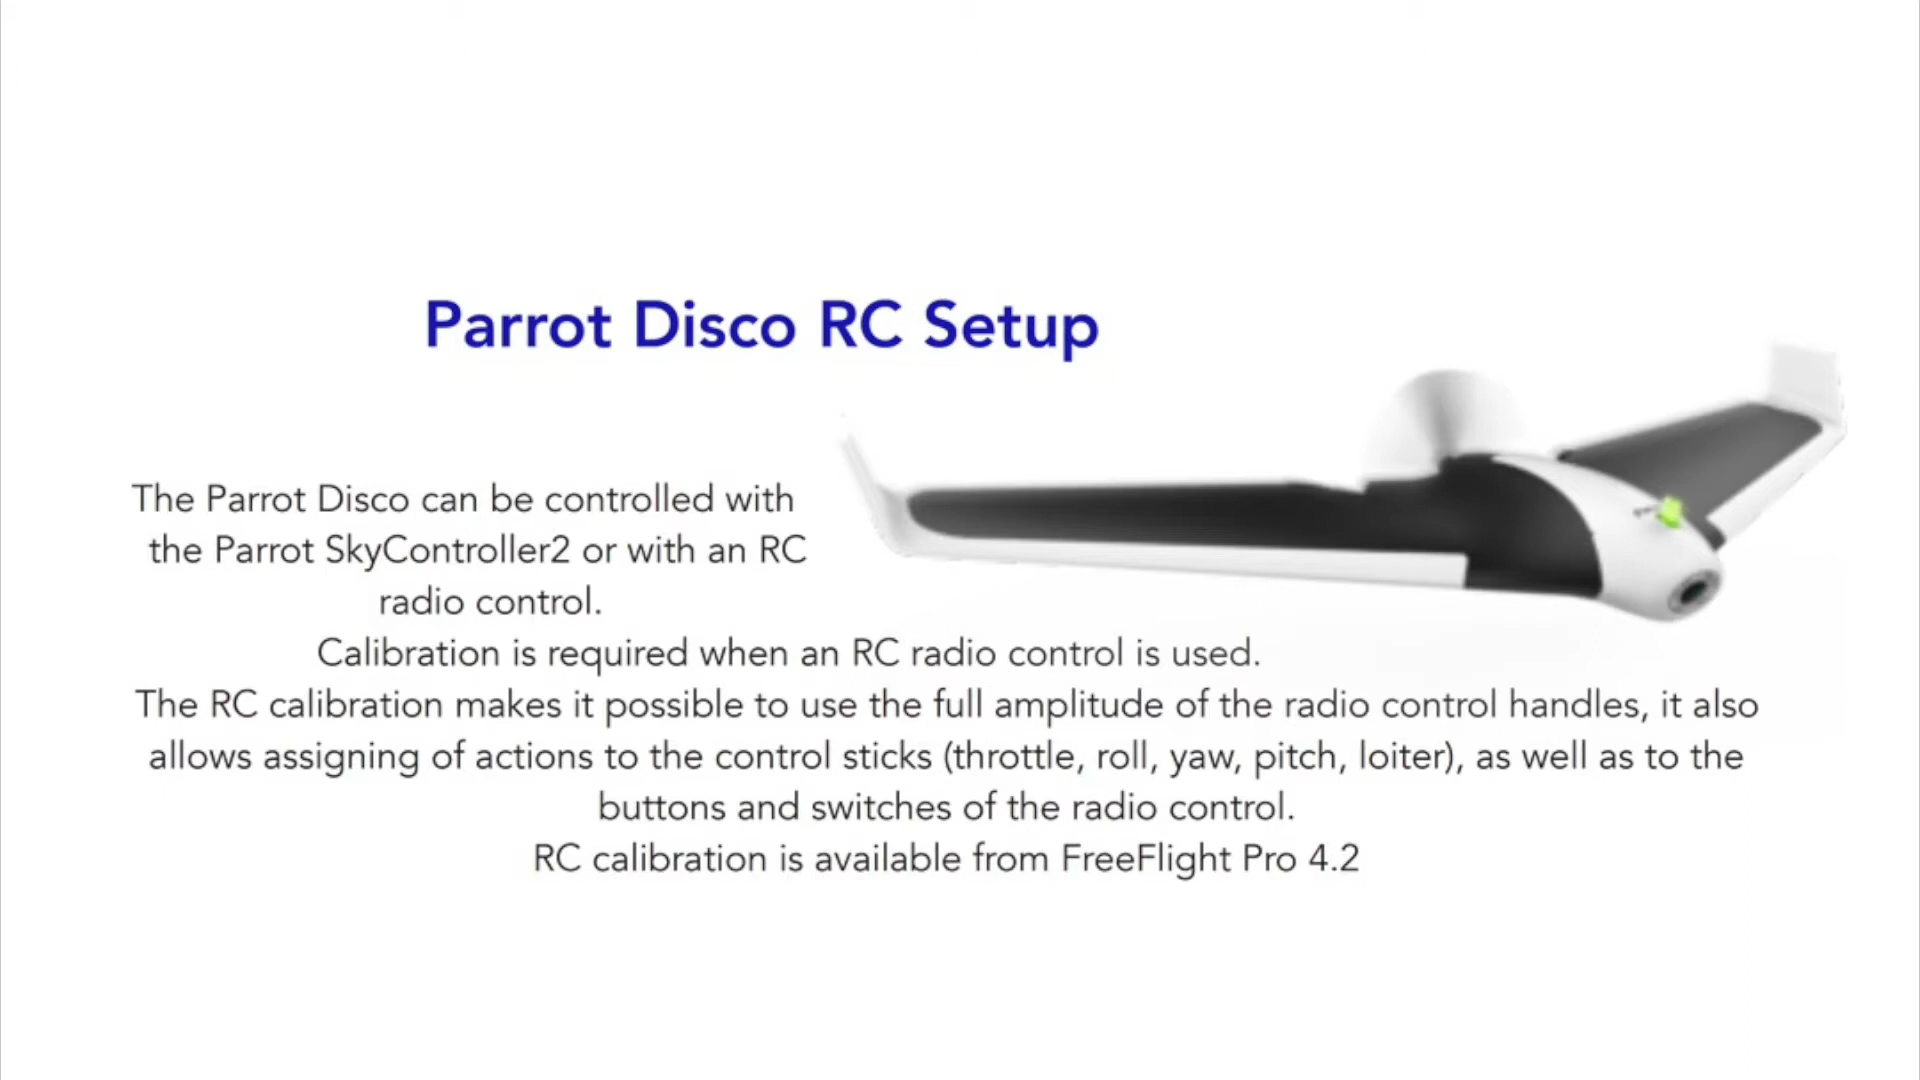 Parrot Disco RC Setup
The Parrot Disco can be controlled with
the Parrot SkyController2 or with an RC
radio control.
Calibration is required when an RC radio control is used.
The RC calibration makes it possible to use the full amplitude of the radio control handles, it also
allows assigning of actions to the control sticks (throttle, roll, yaw, pitch, loiter), as well as to the
buttons and switches of the radio control.
RC calibration is available from FreeFlight Pro 4.2